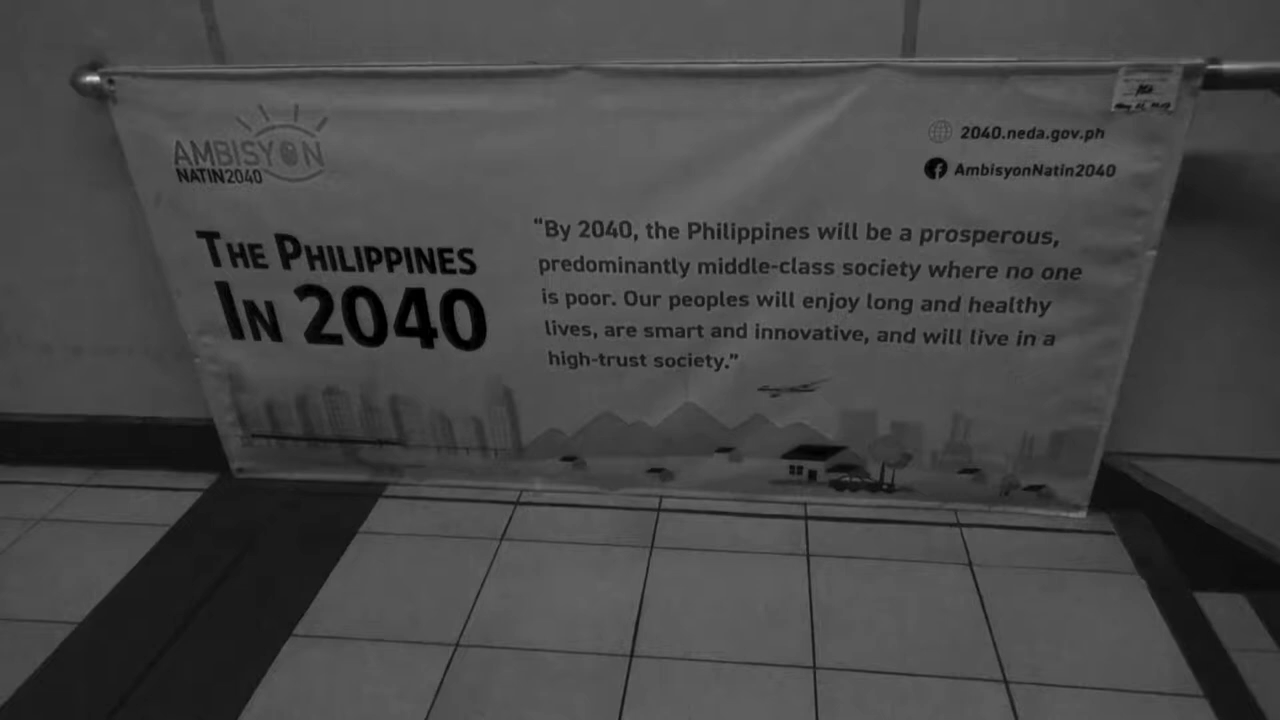 AMBISYON
NATIN2040
2040.neda.gov.ph
AmbisyonNatin2040
THE PHILIPPINES
IN 2040
“By 2040, the Philippines will be a prosperous,
predominantly middle-class society where no one
is poor. Our peoples will enjoy long and healthy
lives, are smart and innovative, and will live in a
high-trust society.”